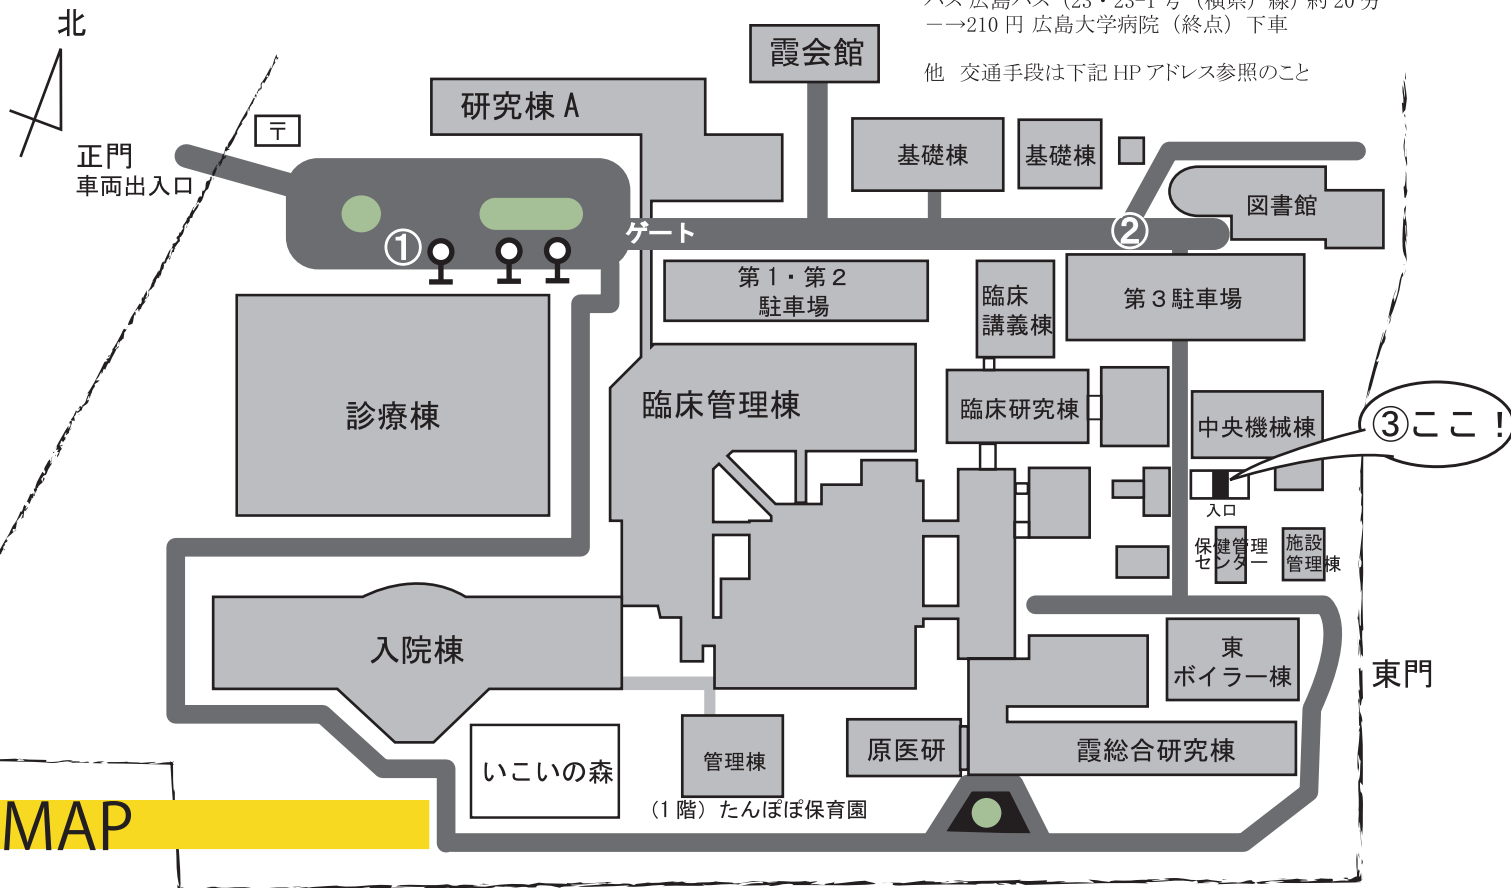 バス 広島バス（23・23-1 号（横県）線）約 20 分
－→210 円 広島大学病院（終点）下車
他　交通手段は下記 HP アドレス参照のこと
北
霞会館
研究棟 A
〒
正門
車両出入口
基礎棟
基礎棟
図書館
ゲート
①
②
第１・第２
駐車場
臨床
講義棟
第３駐車場
診療棟
臨床管理棟
臨床研究棟
中央機械棟
③ここ！
入口
保健管理
センター
施設
管理棟
入院棟
東
ボイラー棟
東門
いこいの森
管理棟
（1 階）たんぽぽ保育園
原医研
霞総合研究棟
MAP